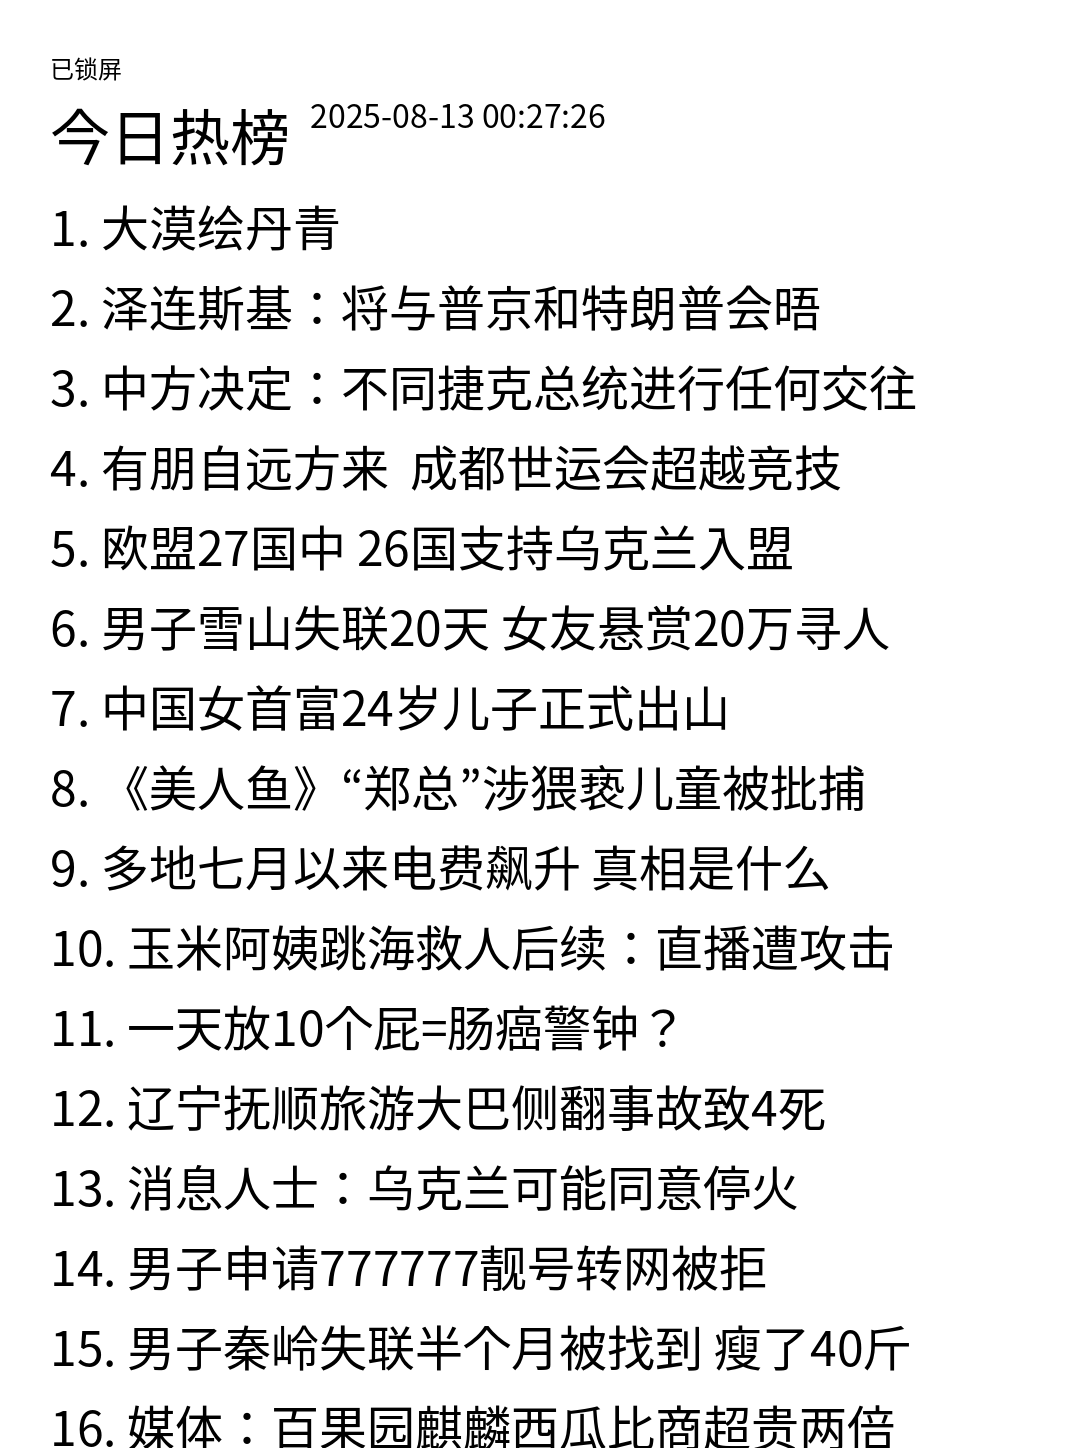 已锁屏
今日热榜 2025-08-13 00:27:26
1. 大漠绘丹青
2. 泽连斯基：将与普京和特朗普会晤
3. 中方决定：不同捷克总统进行任何交往
4. 有朋自远方来 成都世运会超越竞技
5. 欧盟27国中 26国支持乌克兰入盟
6. 男子雪山失联20天 女友悬赏20万寻人
7. 中国女首富24岁儿子正式出山
8. 《美人鱼》“郑总”涉猥亵儿童被批捕
9. 多地七月以来电费飙升 真相是什么
10. 玉米阿姨跳海救人后续：直播遭攻击
11. 一天放10个屁=肠癌警钟？
12. 辽宁抚顺旅游大巴侧翻事故致4死
13. 消息人士：乌克兰可能同意停火
14. 男子申请777777靓号转网被拒
15. 男子秦岭失联半个月被找到 瘦了40斤
16. 媒体：百果园麒麟西瓜比商超贵两倍